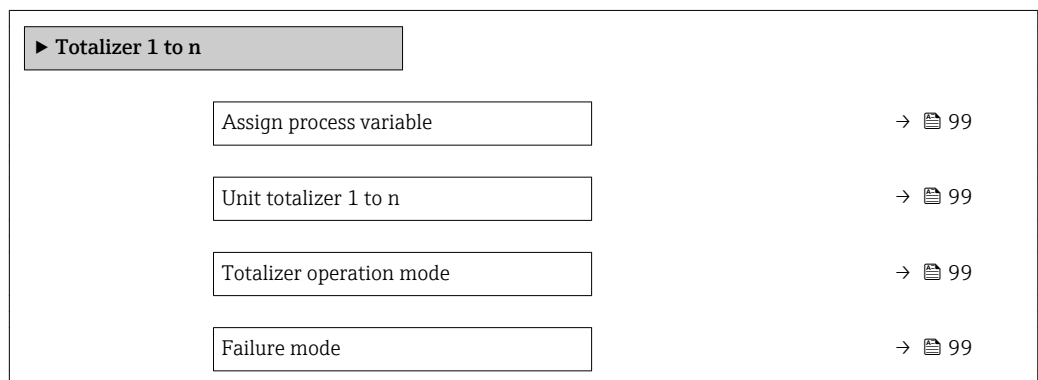 ▶ Totalizer 1 to n
Assign process variable → 99
Unit totalizer 1 to n → 99
Totalizer operation mode → 99
Failure mode → 99